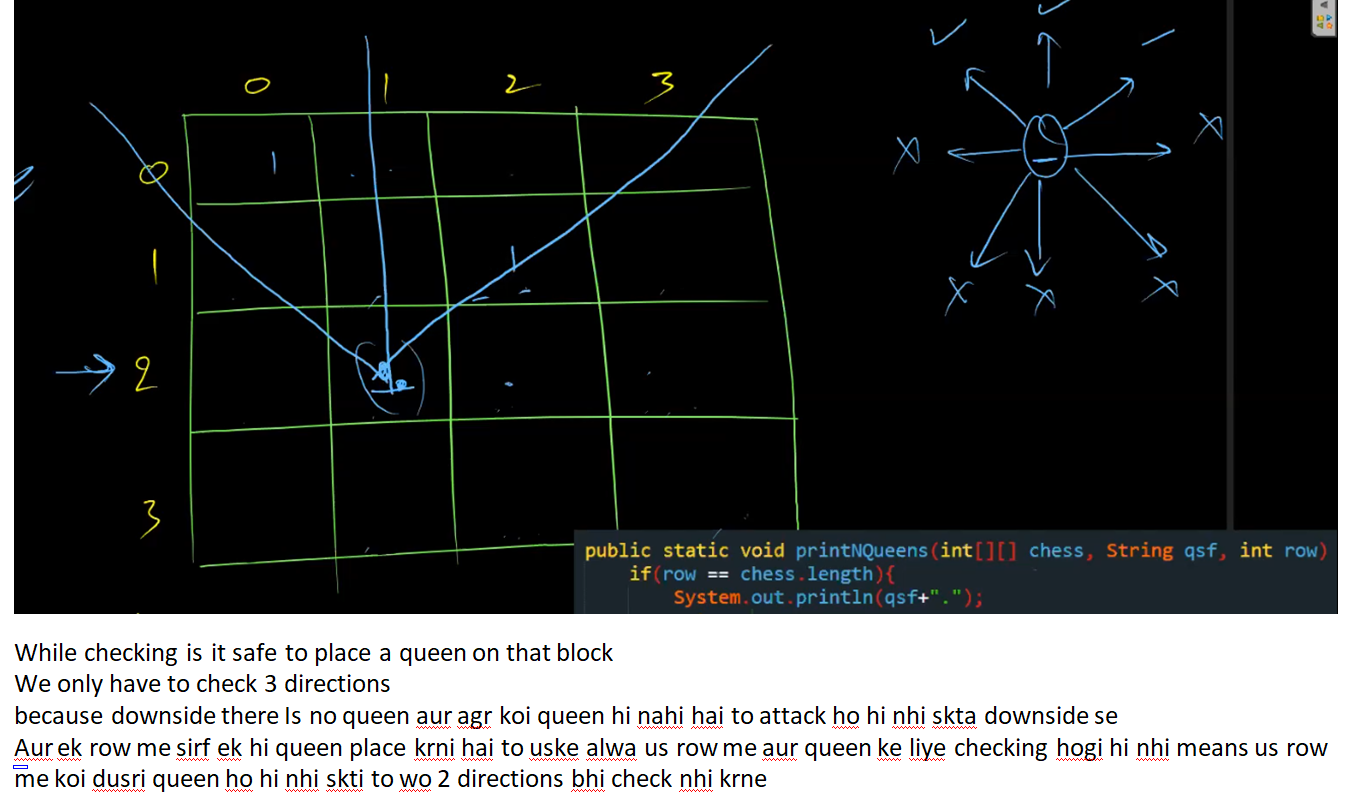 0 1 2 3
0 1
1
2
3
public static void printNQueens(int[][] chess, String qsf, int row)
if(row == chess.length){
System.out.println(qsf+".");
While checking is it safe to place a queen on that block
We only have to check 3 directions
because downside there Is no queen aur agr koi queen hi nahi hai to attack ho hi nhi skta downside se
Aur ek row me sirf ek hi queen place krni hai to uske alwa us row me aur queen ke liye checking hogi hi nhi means us row
me koi dusri queen ho hi nhi skti to wo 2 directions bhi check nhi krne